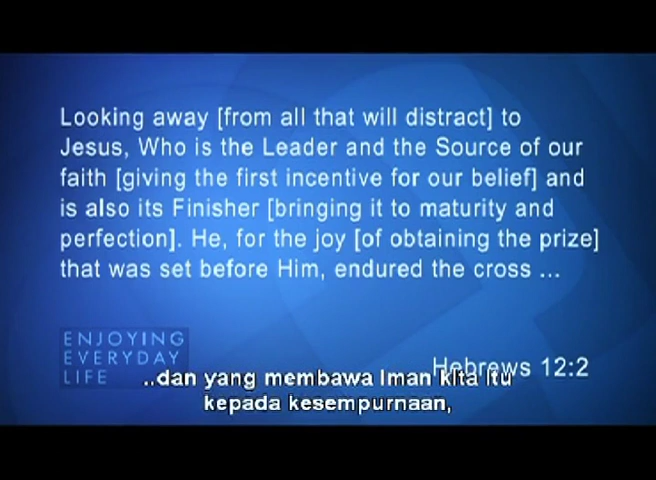 Looking away [from all that will distract] to
Jesus, Who is the Leader and the Source of our
faith [giving the first incentive for our belief] and
is also its Finisher [bringing it to maturity and
perfection]. He, for the joy [of obtaining the prize]
that was set before Him, endured the cross ...
Hebrews 12:2
ENJOYING
EVERYDAY
LIFE
..dan yang membawa Iman kita itu
kepada kesempurnaan,